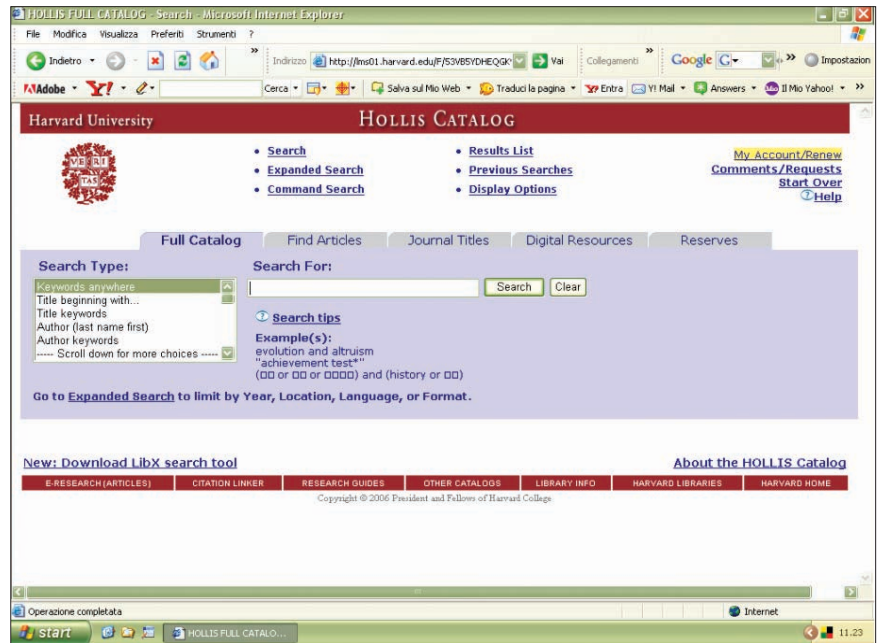 HOLLIS FULL CATALOG - Search - Microsoft Internet Explorer
File Modifica Visualizza Preferiti Strumenti ?
Indietro Indirizzo http://lms01.harvard.edu/F/S3VB5YDHEQGK Vai Collegamenti Google G Impostazion
Adobe Y! Cerca Salva sul Mio Web Traduci la pagina Entra Y! Mail Answers Il Mio Yahoo!
Harvard University HOLLIS CATALOG
VE RI TAS
• Search • Results List My Account/Renew
• Expanded Search • Previous Searches Comments/Requests
• Command Search • Display Options Start Over
Help
Full Catalog Find Articles Journal Titles Digital Resources Reserves
Search Type: Search For:
Keywords anywhere Search Clear
Title beginning with...
Title keywords
Author (last name first)
Author keywords
----- Scroll down for more choices -----
Search tips
Example(s):
evolution and altruism
"achievement test*"
(□□ or □□ or □□□□) and (history or □□)
Go to Expanded Search to limit by Year, Location, Language, or Format.
New: Download LibX search tool About the HOLLIS Catalog
E-RESEARCH (ARTICLES) CITATION LINKER RESEARCH GUIDES OTHER CATALOGS LIBRARY INFO HARVARD LIBRARIES HARVARD HOME
Copyright © 2006 President and Fellows of Harvard College
Operazione completata Internet
start HOLLIS FULL CATALO... 11.23